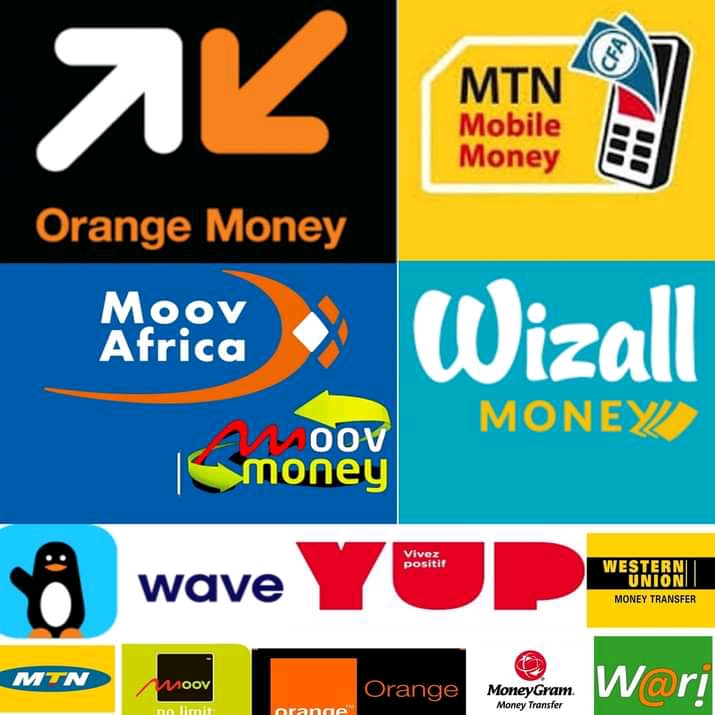 Orange Money
MTN
Mobile
Money
CFA
Moov
Africa
moov
money
Wizall
MONEY
wave
YUP
Vivez
positif
WESTERN
UNION
MONEY TRANSFER
MTN
moov
no limit
orange™
Orange
MoneyGram.
Money Transfer
W@ri